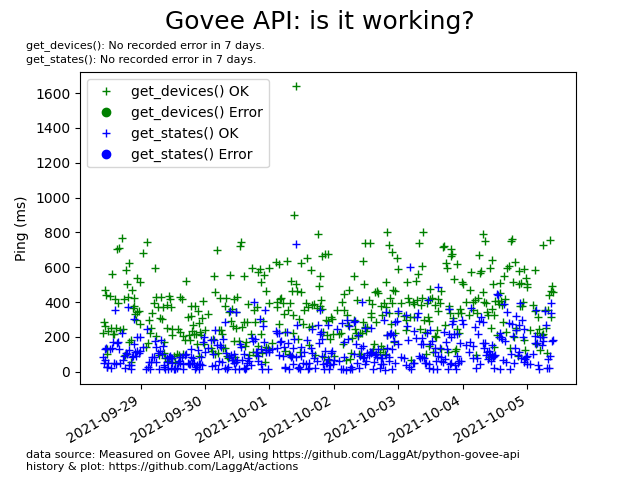 Govee API: is it working?
get_devices(): No recorded error in 7 days.
get_states(): No recorded error in 7 days.
get_devices() OK
get_devices() Error
get_states() OK
get_states() Error
Ping (ms)
1600
1400
1200
1000
800
600
400
200
0
2021-09-29
2021-09-30
2021-10-01
2021-10-02
2021-10-03
2021-10-04
2021-10-05
data source: Measured on Govee API, using https://github.com/LaggAt/python-govee-api
history & plot: https://github.com/LaggAt/actions